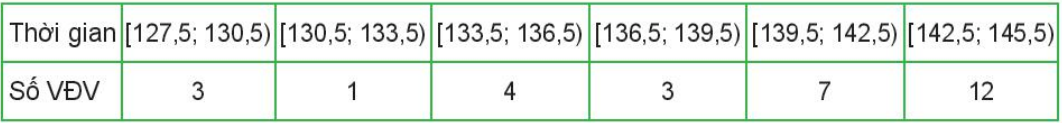 Thời gian [127,5; 130,5) [130,5; 133,5) [133,5; 136,5) [136,5; 139,5) [139,5; 142,5) [142,5; 145,5)
Số VĐV 3 1 4 3 7 12